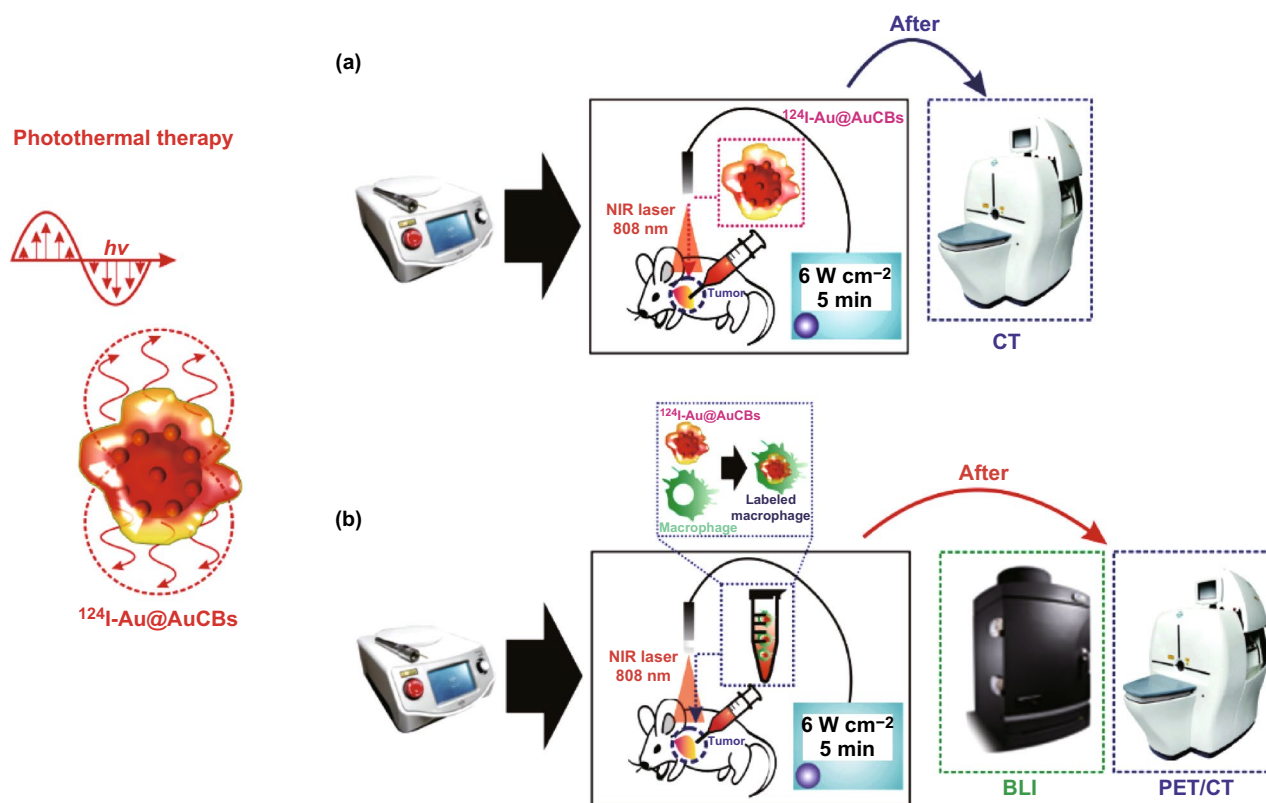 Photothermal therapy
hv
¹²⁴I-Au@AuCBs
(a)
After
¹²⁴I-Au@AuCBs
NIR laser
808 nm
Tumor
6 W cm⁻²
5 min
CT
(b)
After
¹²⁴I-Au@AuCBs
Macrophage
Labeled
macrophage
NIR laser
808 nm
Tumor
6 W cm⁻²
5 min
BLI
PET/CT